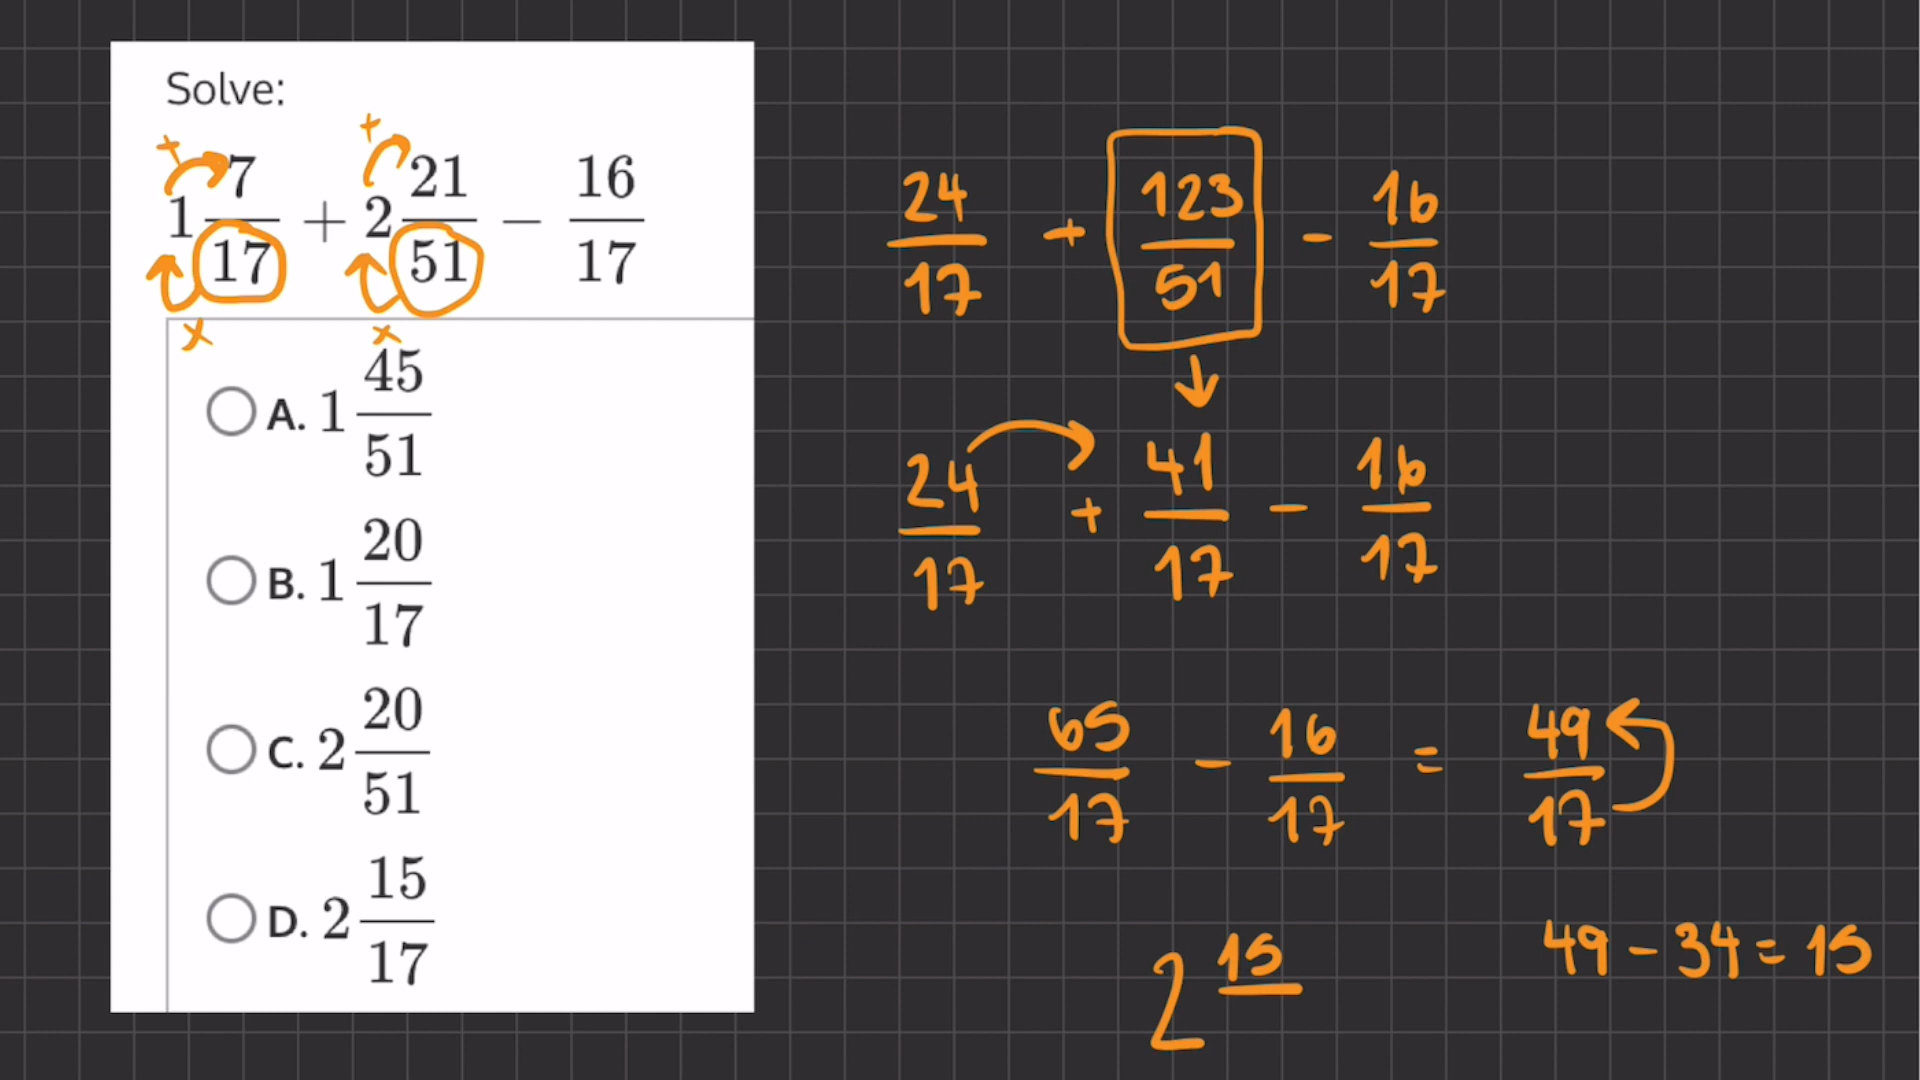 Solve:
1 7/17 + 2 21/51 − 16/17
+ +
x x
A. 1 45/51
B. 1 20/17
C. 2 20/51
D. 2 15/17
24/17 + 123/51 - 16/17
24/17 + 41/17 - 16/17
65/17 - 16/17 = 49/17
49 - 34 = 15
2 15/